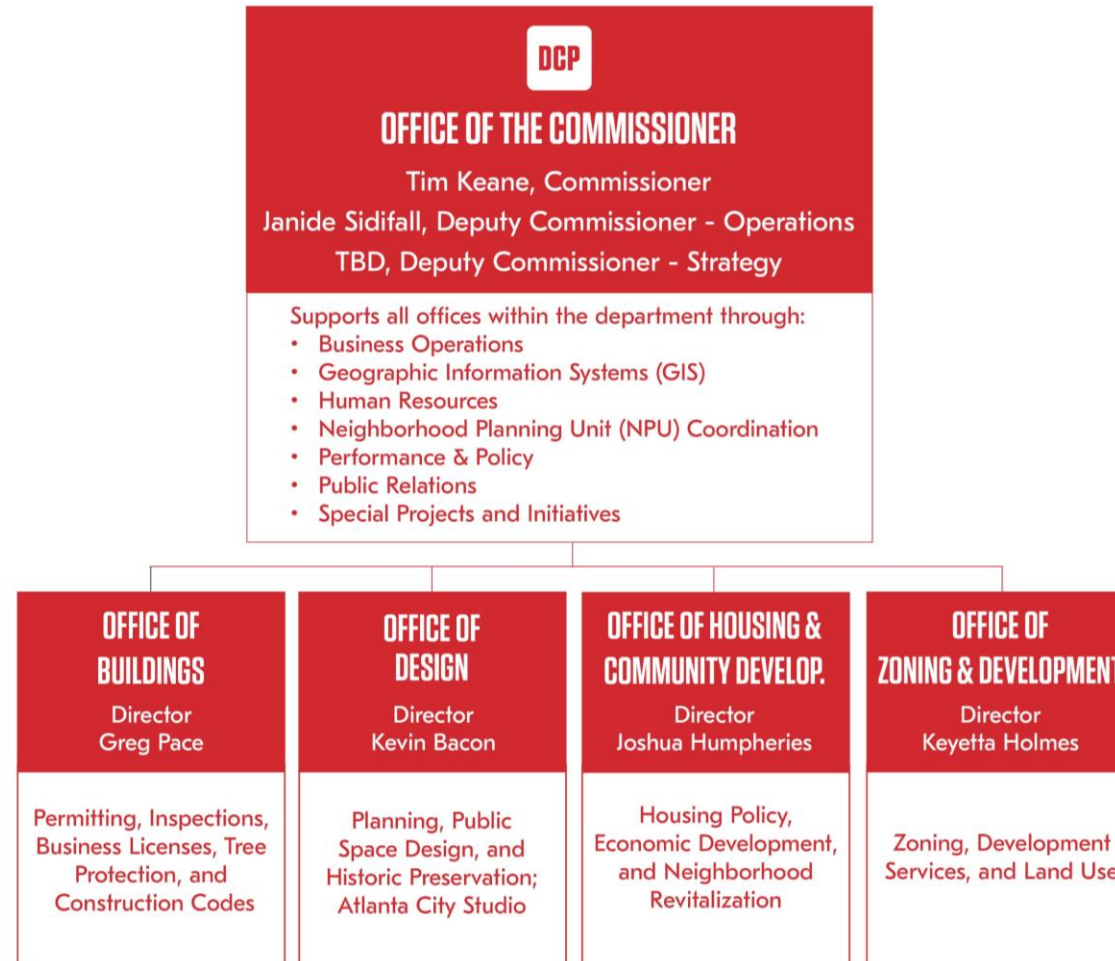 DCP
OFFICE OF THE COMMISSIONER
Tim Keane, Commissioner
Janide Sidifall, Deputy Commissioner - Operations
TBD, Deputy Commissioner - Strategy
Supports all offices within the department through:
• Business Operations
• Geographic Information Systems (GIS)
• Human Resources
• Neighborhood Planning Unit (NPU) Coordination
• Performance & Policy
• Public Relations
• Special Projects and Initiatives
OFFICE OF
BUILDINGS
Director
Greg Pace
Permitting, Inspections,
Business Licenses, Tree
Protection, and
Construction Codes
OFFICE OF
DESIGN
Director
Kevin Bacon
Planning, Public
Space Design, and
Historic Preservation;
Atlanta City Studio
OFFICE OF HOUSING &
COMMUNITY DEVELOP.
Director
Joshua Humpheries
Housing Policy,
Economic Development,
and Neighborhood
Revitalization
OFFICE OF
ZONING & DEVELOPMENT
Director
Keyetta Holmes
Zoning, Development
Services, and Land Use